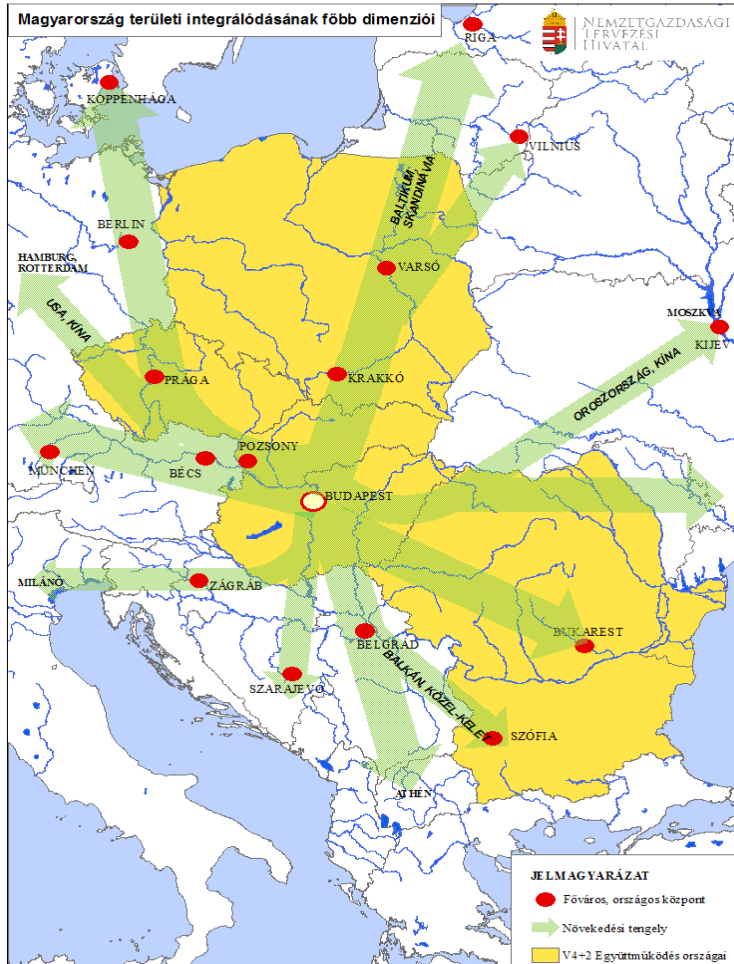 Magyarország területi integrálódásának főbb dimenziói
NEMZETGAZDASÁGI
TERVEZÉSI
HIVATAL
RIGA
KOPPENHÁGA
VILNIUS
BALTIKUM,
SKANDINÁVIA
BERLIN
HAMBURG,
ROTTERDAM
VARSÓ
USA, KÍNA
MOSZKVA
KIJEV
PRÁGA
KRAKKÓ
OROSZORSZÁG, KÍNA
POZSONY
MÜNCHEN
BÉCS
BUDAPEST
MILÁNÓ
ZÁGRÁB
BELGRÁD
BUKAREST
BALKÁN, KÖZEL-KELET
SZARAJEVO
SZÓFIA
ATHÉN
JELMAGYARÁZAT
Főváros, országos központ
Növekedési tengely
V4+2 Együttműködés országai